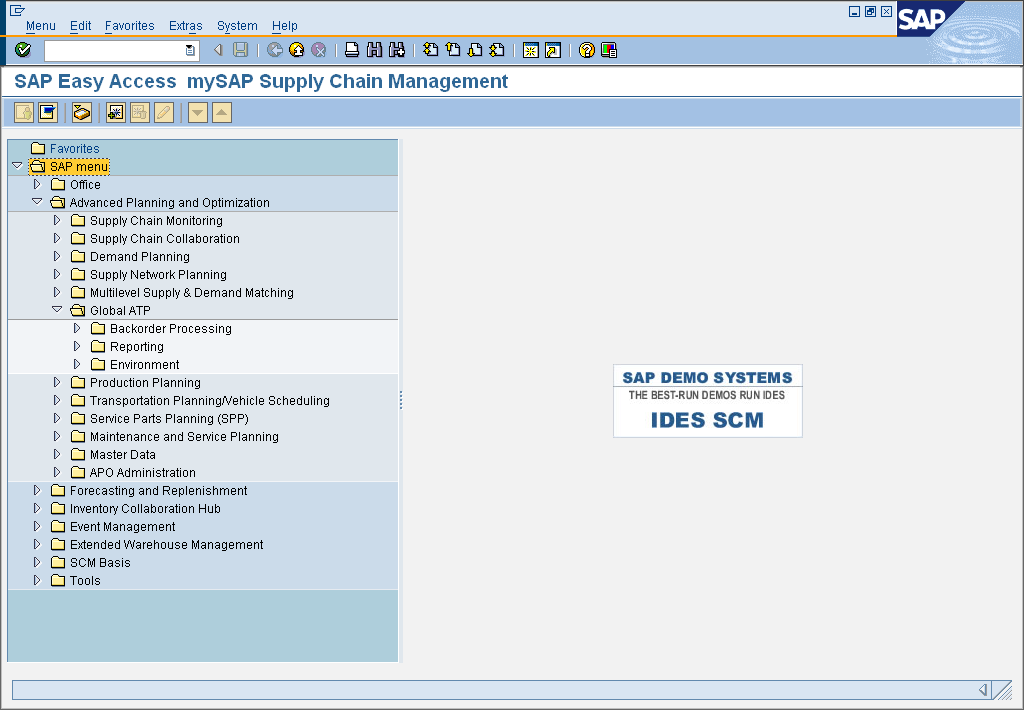 Menu Edit Favorites Extras System Help
SAP
SAP Easy Access mySAP Supply Chain Management
Favorites
SAP menu
Office
Advanced Planning and Optimization
Supply Chain Monitoring
Supply Chain Collaboration
Demand Planning
Supply Network Planning
Multilevel Supply & Demand Matching
Global ATP
Backorder Processing
Reporting
Environment
Production Planning
Transportation Planning/Vehicle Scheduling
Service Parts Planning (SPP)
Maintenance and Service Planning
Master Data
APO Administration
Forecasting and Replenishment
Inventory Collaboration Hub
Event Management
Extended Warehouse Management
SCM Basis
Tools
SAP DEMO SYSTEMS
THE BEST-RUN DEMOS RUN IDES
IDES SCM